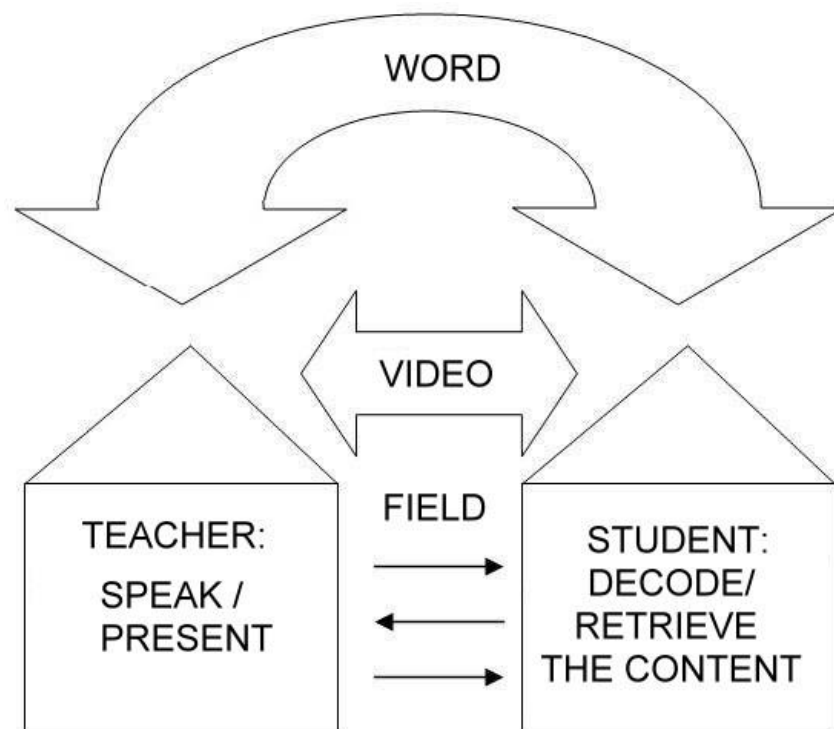 WORD
VIDEO
FIELD
TEACHER:
SPEAK /
PRESENT
STUDENT:
DECODE/
RETRIEVE
THE CONTENT